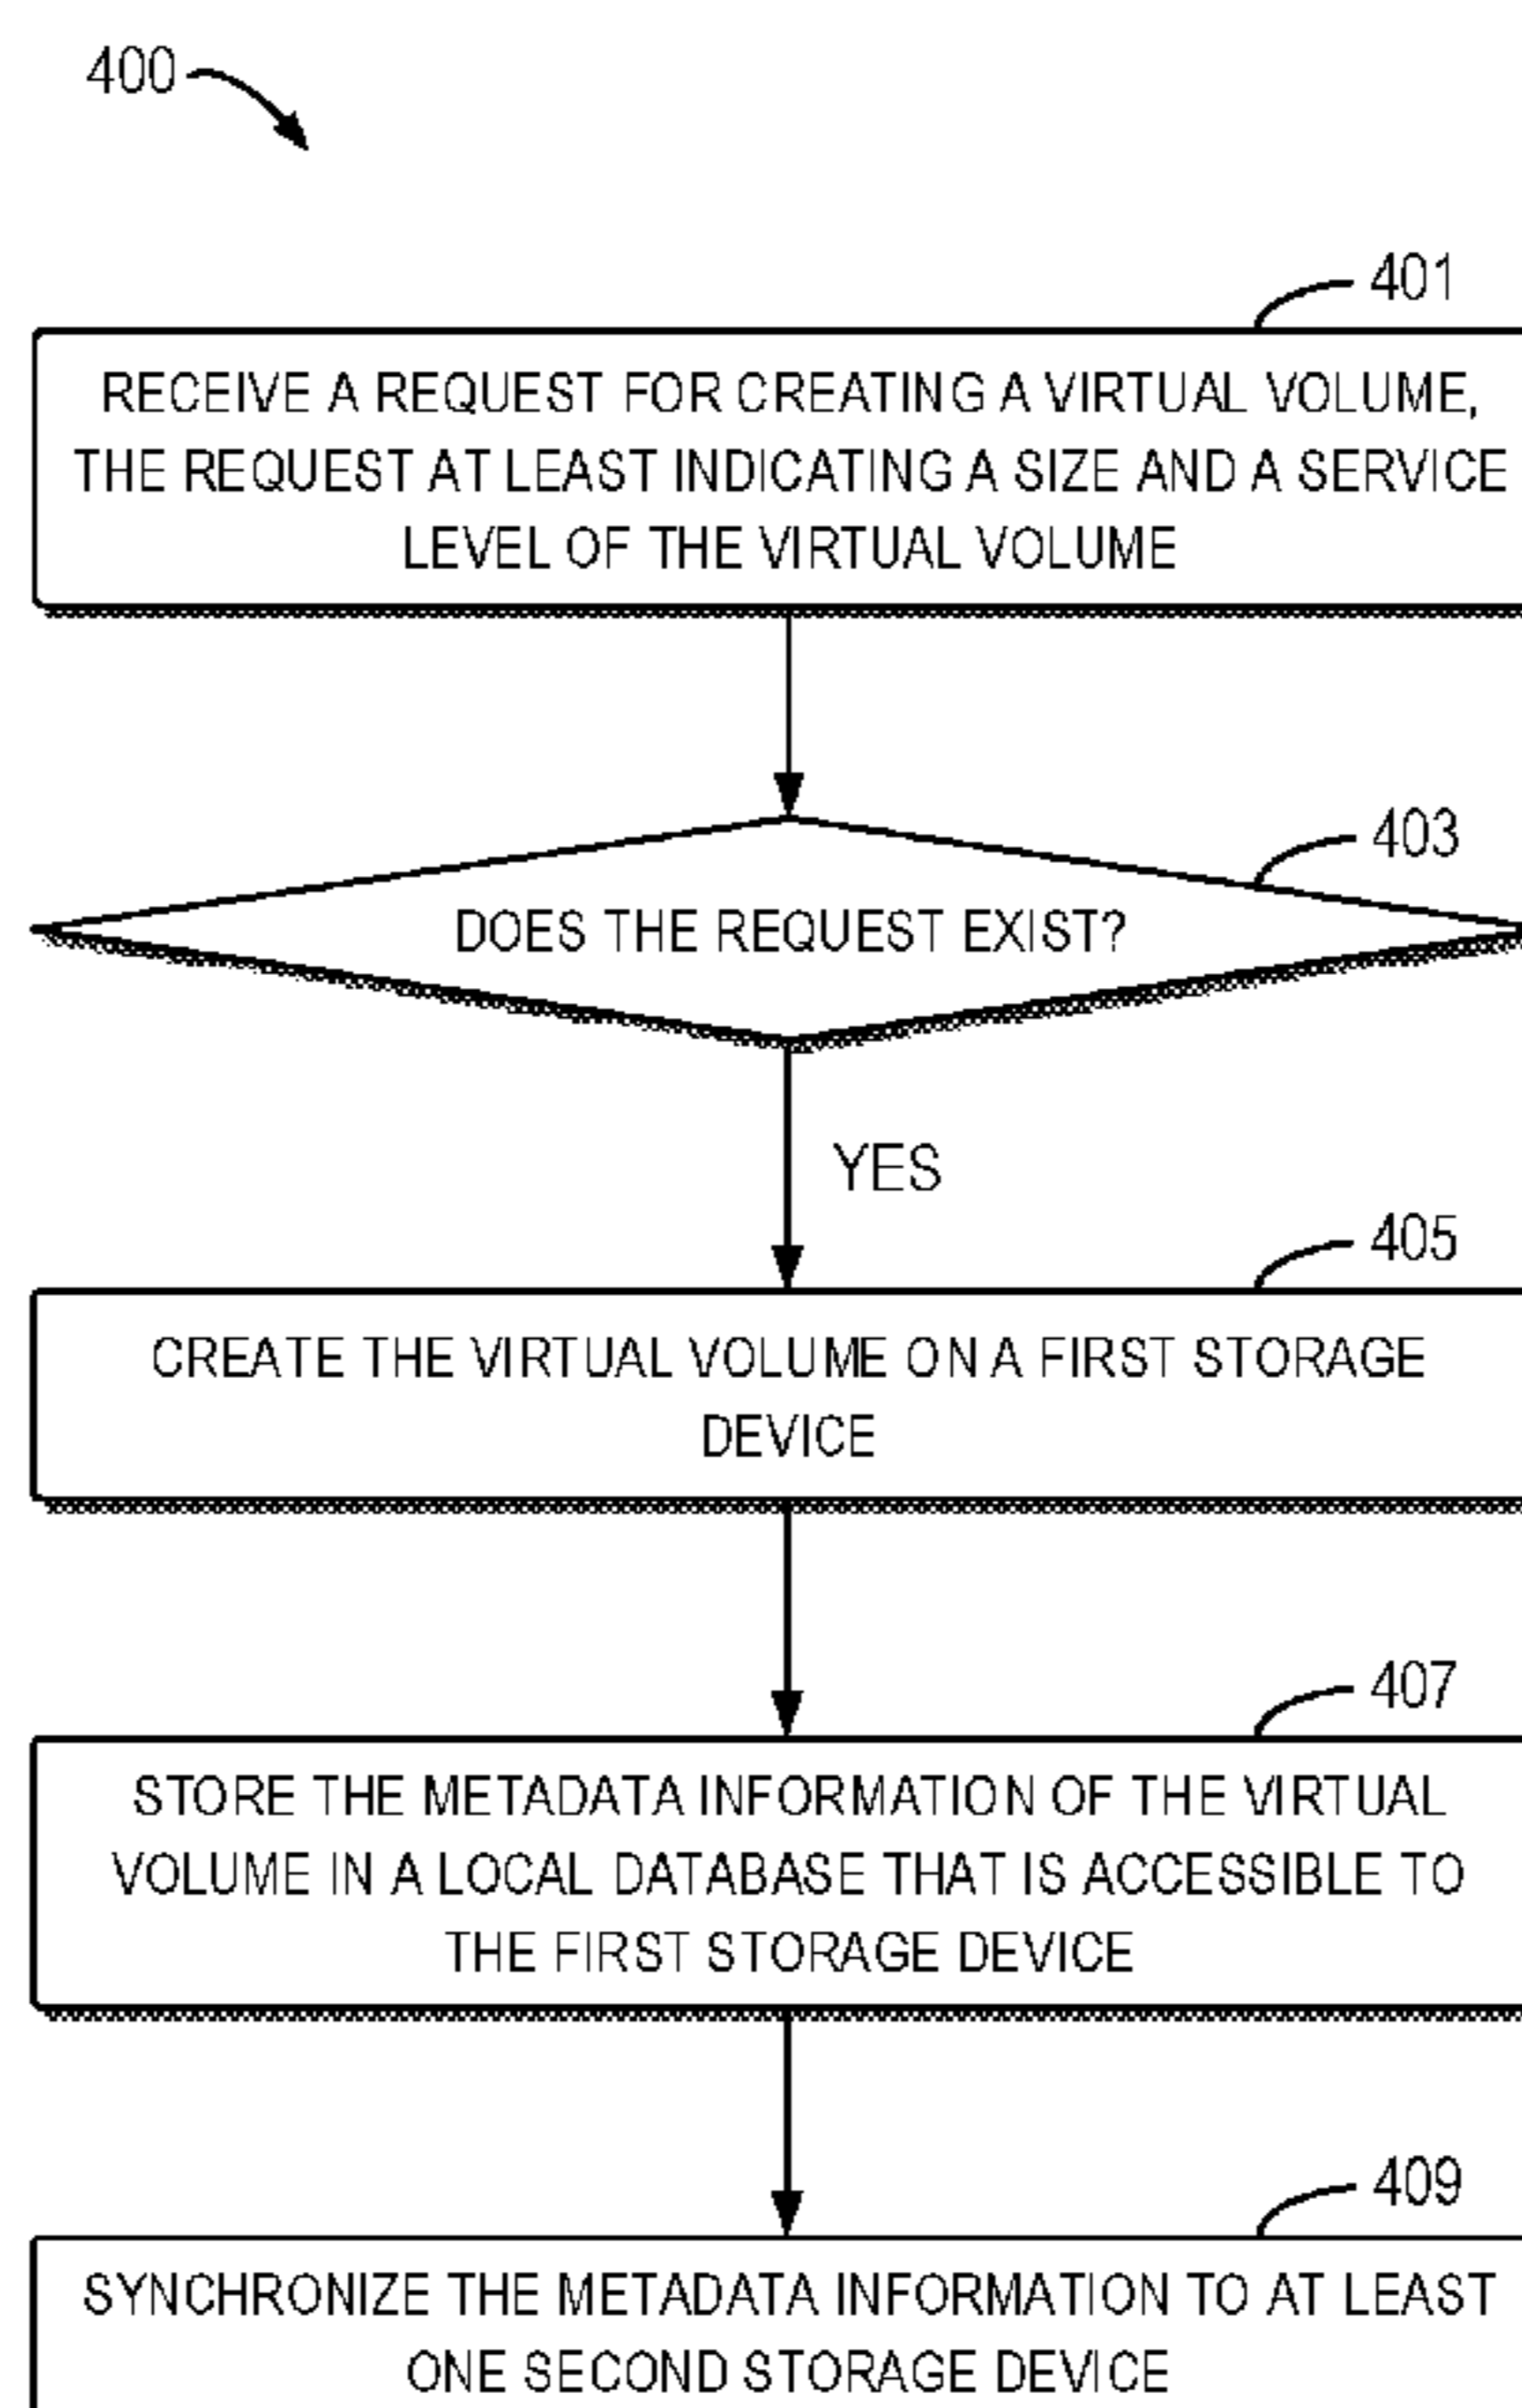 400
401
RECEIVE A REQUEST FOR CREATING A VIRTUAL VOLUME,
THE REQUEST AT LEAST INDICATING A SIZE AND A SERVICE
LEVEL OF THE VIRTUAL VOLUME
403
DOES THE REQUEST EXIST?
YES
405
CREATE THE VIRTUAL VOLUME ON A FIRST STORAGE
DEVICE
407
STORE THE METADATA INFORMATION OF THE VIRTUAL
VOLUME IN A LOCAL DATABASE THAT IS ACCESSIBLE TO
THE FIRST STORAGE DEVICE
409
SYNCHRONIZE THE METADATA INFORMATION TO AT LEAST
ONE SECOND STORAGE DEVICE